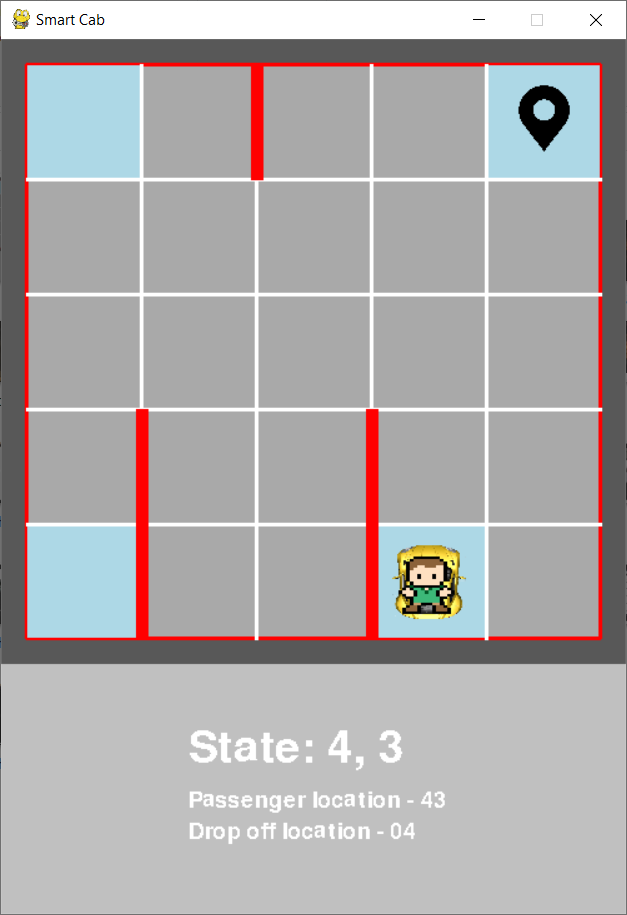 Smart Cab
State: 4, 3
Passenger location - 43
Drop off location - 04